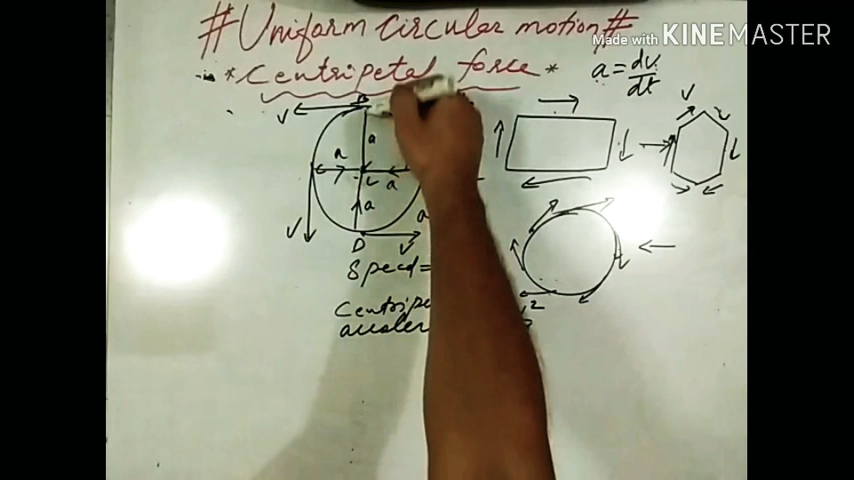 #Uniform circular motion#
Made with KINEMASTER
*Centripetal force*
a = dv/dt
B
V
V
a
a
a
D
V
Speed =
V